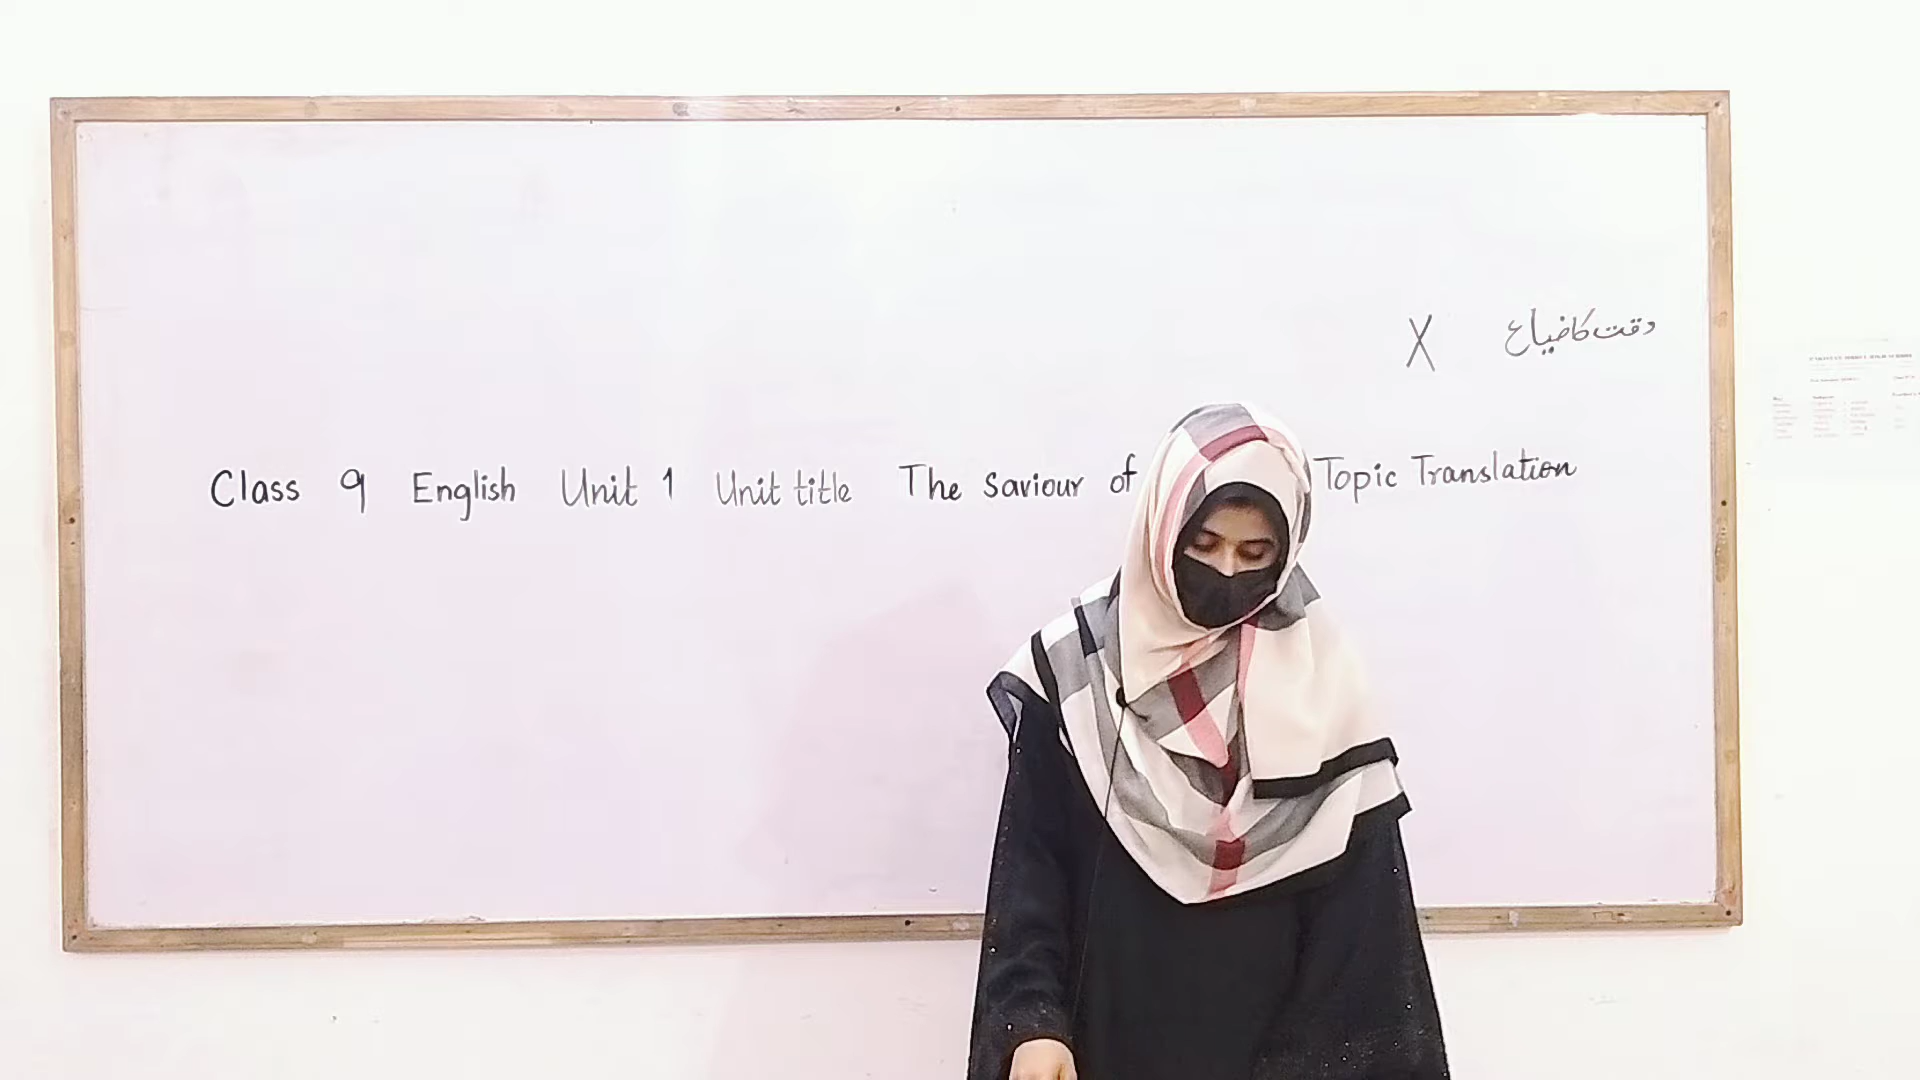 X وقت کا ضیاع
Class 9 English Unit 1 Unit title The Saviour of Topic Translation